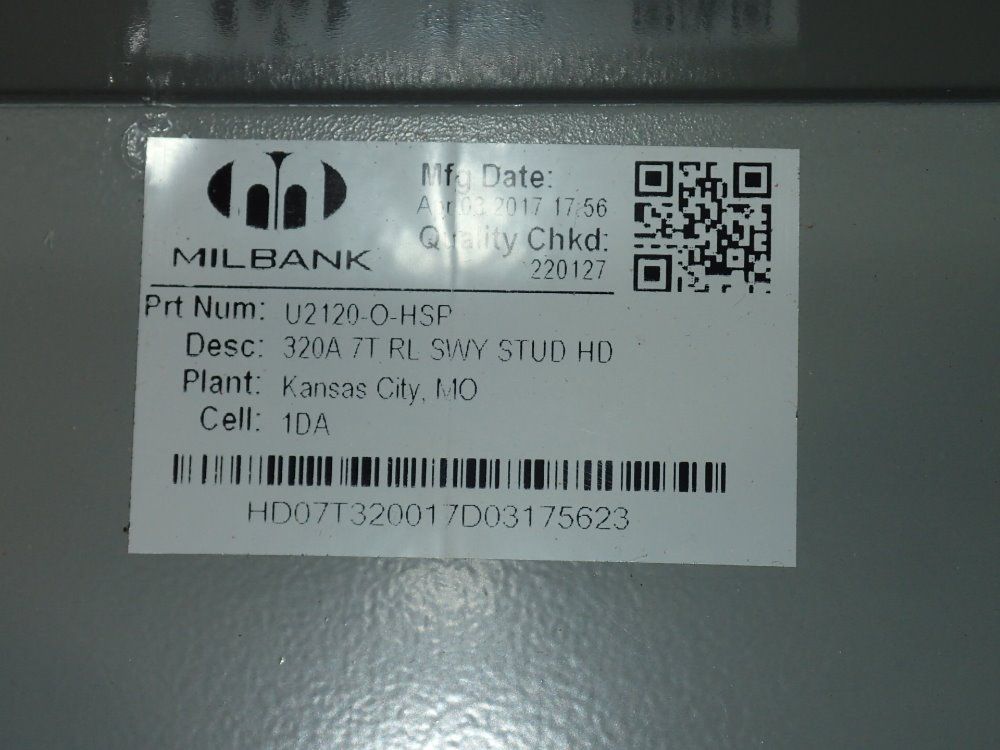 MILBANK
Mfg Date:
Apr 03 2017 17:56
Quality Chkd:
220127
Prt Num: U2120-O-HSP
Desc: 320A 7T RL SWY STUD HD
Plant: Kansas City, MO
Cell: 1DA
HD07T320017D03175623